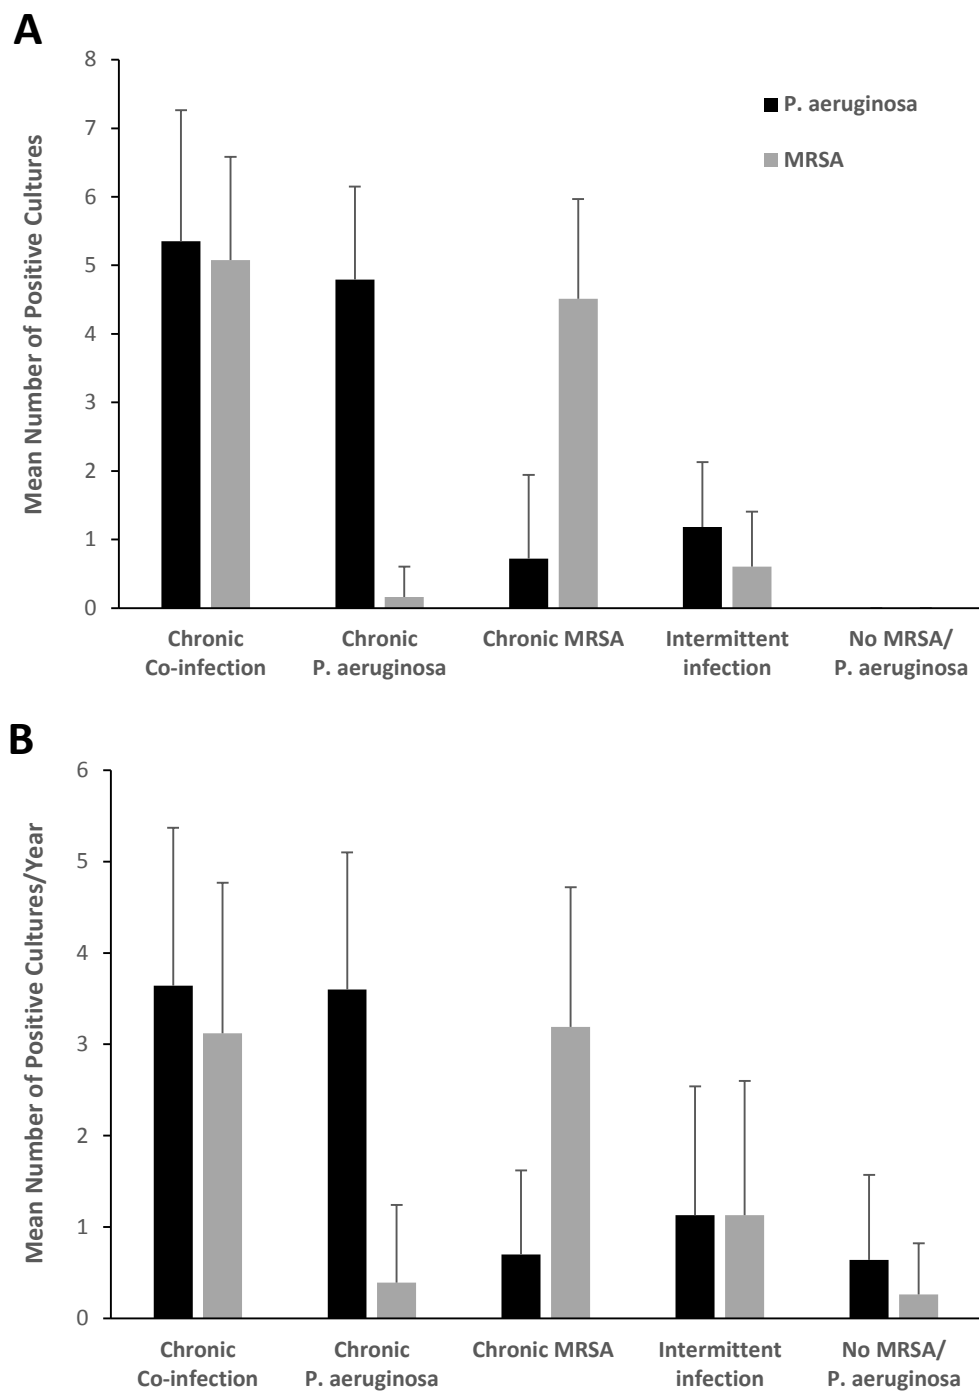 A
8
7
6
5
4
3
2
1
0
Mean Number of Positive Cultures
P. aeruginosa
MRSA
Chronic
Co-infection
Chronic
P. aeruginosa
Chronic MRSA
Intermittent
infection
No MRSA/
P. aeruginosa
B
6
5
4
3
2
1
0
Mean Number of Positive Cultures/Year
Chronic
Co-infection
Chronic
P. aeruginosa
Chronic MRSA
Intermittent
infection
No MRSA/
P. aeruginosa